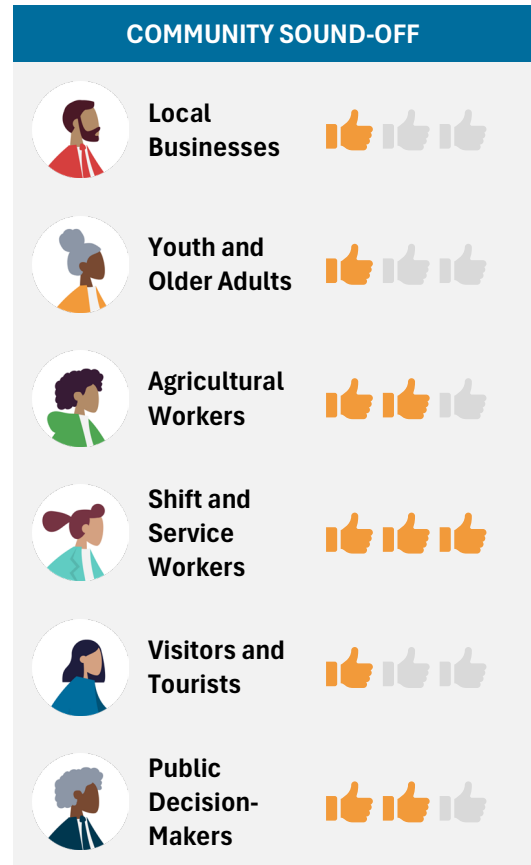 COMMUNITY SOUND-OFF
Local
Businesses
Youth and
Older Adults
Agricultural
Workers
Shift and
Service
Workers
Visitors and
Tourists
Public
Decision-
Makers